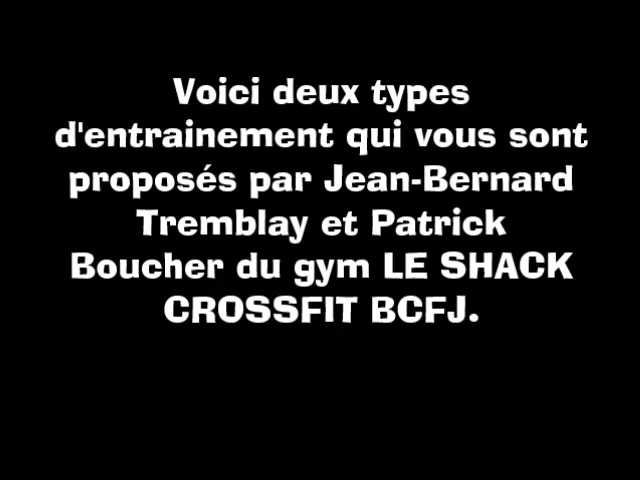 Voici deux types
d'entrainement qui vous sont
proposés par Jean-Bernard
Tremblay et Patrick
Boucher du gym LE SHACK
CROSSFIT BCFJ.